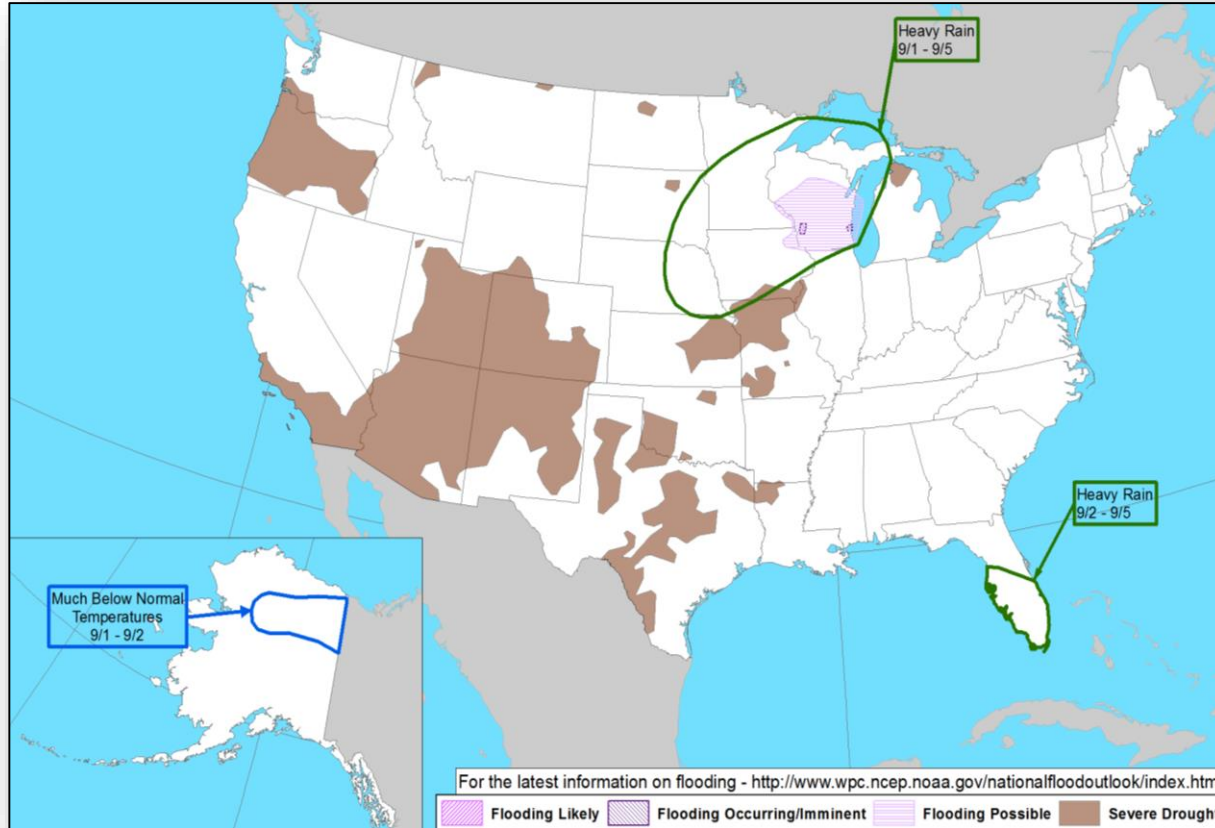 Heavy Rain
9/1 - 9/5
Heavy Rain
9/2 - 9/5
Much Below Normal
Temperatures
9/1 - 9/2
For the latest information on flooding - http://www.wpc.ncep.noaa.gov/nationalfloodoutlook/index.htm
Flooding Likely Flooding Occurring/Imminent Flooding Possible Severe Drought